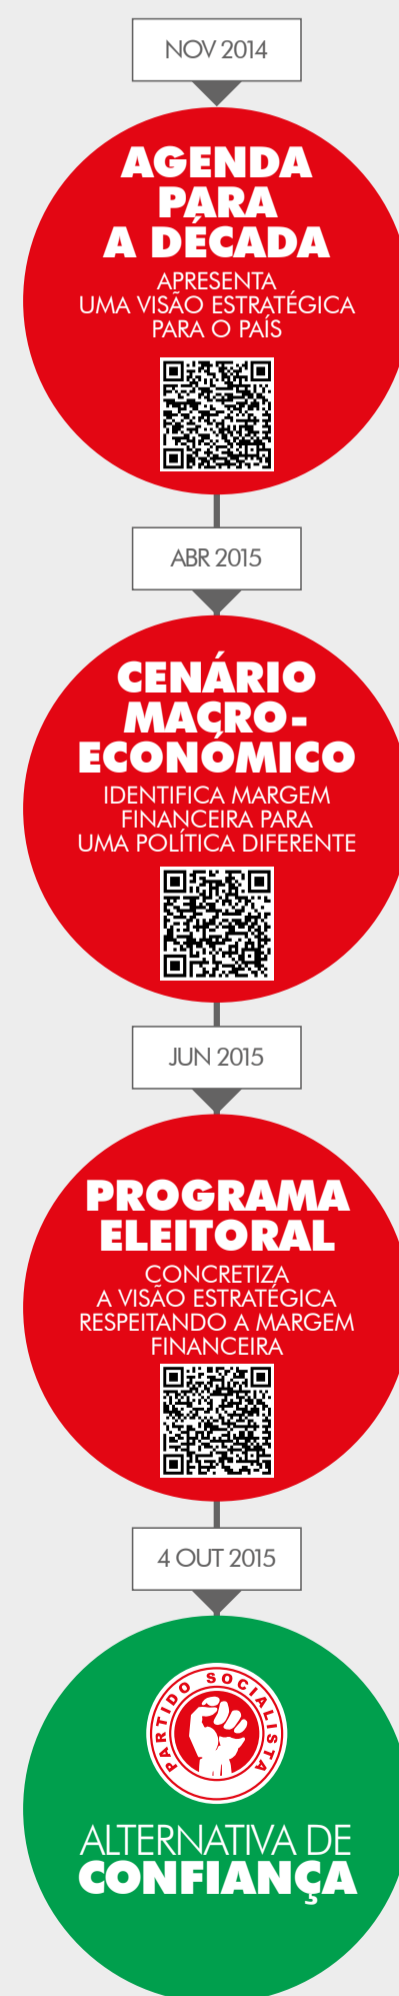 NOV 2014
AGENDA
PARA
A DÉCADA
APRESENTA
UMA VISÃO ESTRATÉGICA
PARA O PAÍS
ABR 2015
CENÁRIO
MACRO-
ECONÓMICO
IDENTIFICA MARGEM
FINANCEIRA PARA
UMA POLÍTICA DIFERENTE
JUN 2015
PROGRAMA
ELEITORAL
CONCRETIZA
A VISÃO ESTRATÉGICA
RESPEITANDO A MARGEM
FINANCEIRA
4 OUT 2015
PARTIDO SOCIALISTA
ALTERNATIVA DE
CONFIANÇA